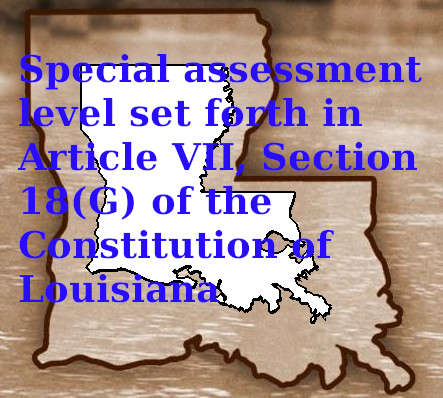 Special assessment
level set forth in
Article VII, Section
18(G) of the
Constitution of
Louisiana